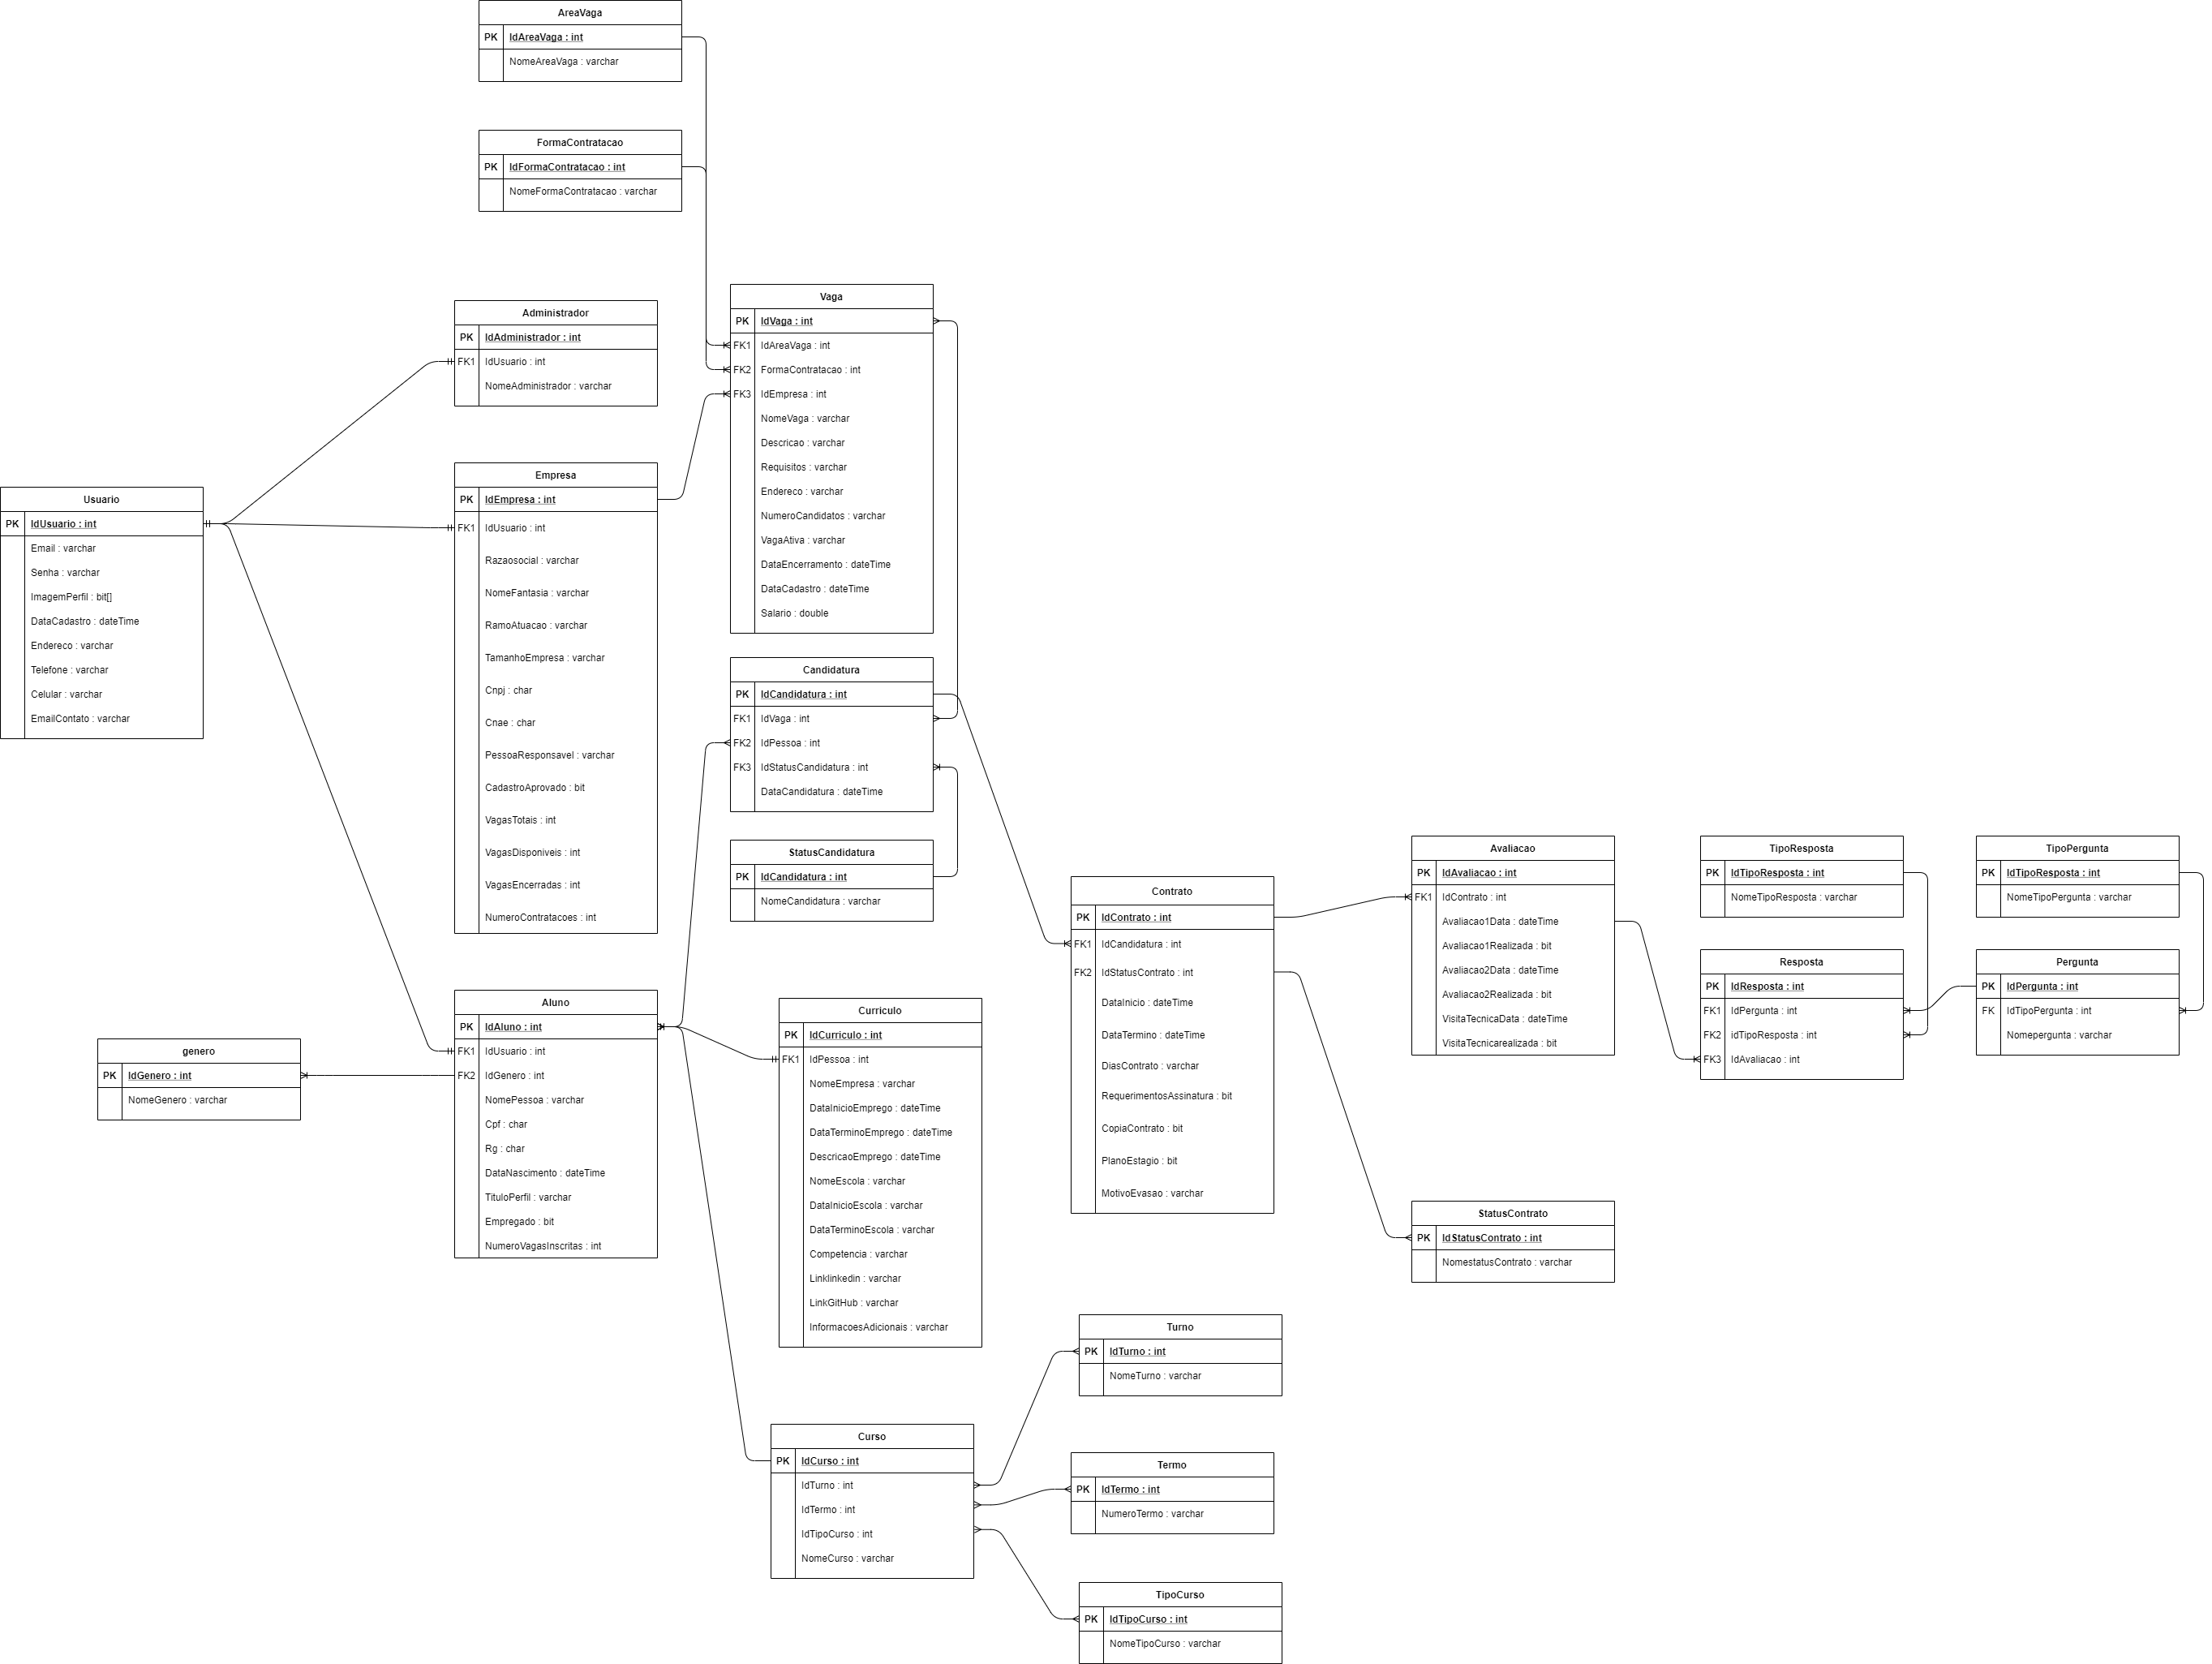 AreaVaga
PK IdAreaVaga : int
NomeAreaVaga : varchar
FormaContratacao
PK IdFormaContratacao : int
NomeFormaContratacao : varchar
Administrador
PK IdAdministrador : int
FK1 IdUsuario : int
NomeAdministrador : varchar
Vaga
PK IdVaga : int
FK1 IdAreaVaga : int
FK2 FormaContratacao : int
FK3 IdEmpresa : int
NomeVaga : varchar
Descricao : varchar
Requisitos : varchar
Endereco : varchar
NumeroCandidatos : varchar
VagaAtiva : varchar
DataEncerramento : dateTime
DataCadastro : dateTime
Salario : double
Usuario
PK IdUsuario : int
Email : varchar
Senha : varchar
ImagemPerfil : bit[]
DataCadastro : dateTime
Endereco : varchar
Telefone : varchar
Celular : varchar
EmailContato : varchar
Empresa
PK IdEmpresa : int
FK1 IdUsuario : int
Razaosocial : varchar
NomeFantasia : varchar
RamoAtuacao : varchar
TamanhoEmpresa : varchar
Cnpj : char
Cnae : char
PessoaResponsavel : varchar
CadastroAprovado : bit
VagasTotais : int
VagasDisponiveis : int
VagasEncerradas : int
NumeroContratacoes : int
Candidatura
PK IdCandidatura : int
FK1 IdVaga : int
FK2 IdPessoa : int
FK3 IdStatusCandidatura : int
DataCandidatura : dateTime
StatusCandidatura
PK IdCandidatura : int
NomeCandidatura : varchar
Contrato
PK IdContrato : int
FK1 IdCandidatura : int
FK2 IdStatusContrato : int
DataInicio : dateTime
DataTermino : dateTime
DiasContrato : varchar
RequerimentosAssinatura : bit
CopiaContrato : bit
PlanoEstagio : bit
MotivoEvasao : varchar
Avaliacao
PK IdAvaliacao : int
FK1 IdContrato : int
Avaliacao1Data : dateTime
Avaliacao1Realizada : bit
Avaliacao2Data : dateTime
Avaliacao2Realizada : bit
VisitaTecnicaData : dateTime
VisitaTecnicarealizada : bit
TipoResposta
PK IdTipoResposta : int
NomeTipoResposta : varchar
TipoPergunta
PK IdTipoResposta : int
NomeTipoPergunta : varchar
Resposta
PK IdResposta : int
FK1 IdPergunta : int
FK2 idTipoResposta : int
FK3 IdAvaliacao : int
Pergunta
PK IdPergunta : int
FK IdTipoPergunta : int
Nomepergunta : varchar
genero
PK IdGenero : int
NomeGenero : varchar
Aluno
PK IdAluno : int
FK1 IdUsuario : int
FK2 IdGenero : int
NomePessoa : varchar
Cpf : char
Rg : char
DataNascimento : dateTime
TituloPerfil : varchar
Empregado : bit
NumeroVagasInscritas : int
Curriculo
PK IdCurriculo : int
FK1 IdPessoa : int
NomeEmpresa : varchar
DataInicioEmprego : dateTime
DataTerminoEmprego : dateTime
DescricaoEmprego : dateTime
NomeEscola : varchar
DataInicioEscola : varchar
DataTerminoEscola : varchar
Competencia : varchar
Linklinkedin : varchar
LinkGitHub : varchar
InformacoesAdicionais : varchar
StatusContrato
PK IdStatusContrato : int
NomestatusContrato : varchar
Turno
PK IdTurno : int
NomeTurno : varchar
Curso
PK IdCurso : int
IdTurno : int
IdTermo : int
IdTipoCurso : int
NomeCurso : varchar
Termo
PK IdTermo : int
NumeroTermo : varchar
TipoCurso
PK IdTipoCurso : int
NomeTipoCurso : varchar